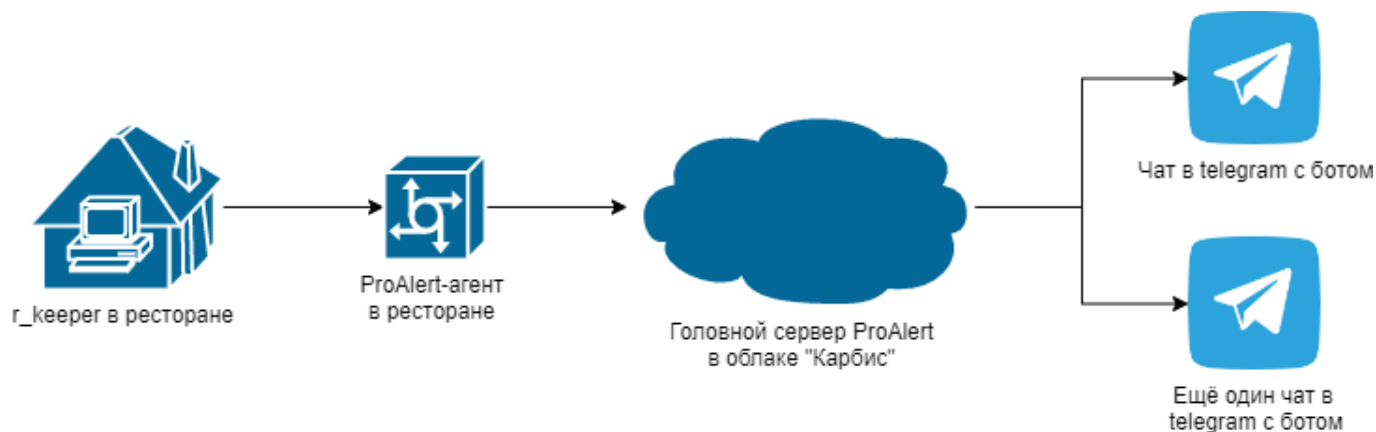 r_keeper в ресторане
ProAlert-агент
в ресторане
Головной сервер ProAlert
в облаке "Карбис"
Чат в telegram с ботом
Ещё один чат в
telegram с ботом